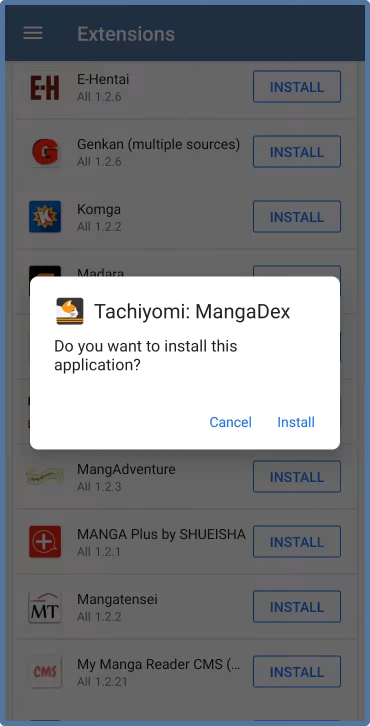 Extensions
E-H
E-Hentai
All 1.2.6
INSTALL
G
Genkan (multiple sources)
All 1.2.6
INSTALL
K
Komga
All 1.2.2
INSTALL
Madara
Tachiyomi: MangaDex
Do you want to install this
application?
Cancel
Install
MangAdventure
All 1.2.3
INSTALL
MANGA Plus by SHUEISHA
All 1.2.1
INSTALL
MT
Mangatensei
All 1.2.2
INSTALL
CMS
My Manga Reader CMS (…
All 1.2.21
INSTALL